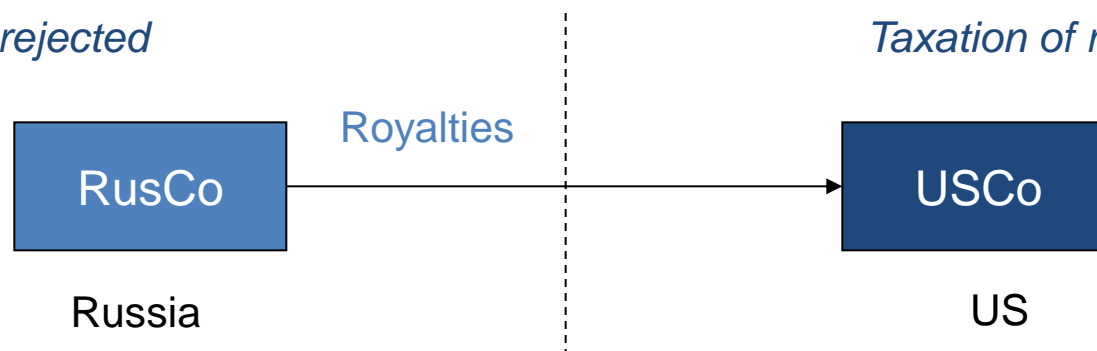 rejected
Taxation of
Royalties
RusCo
USCo
Russia
US